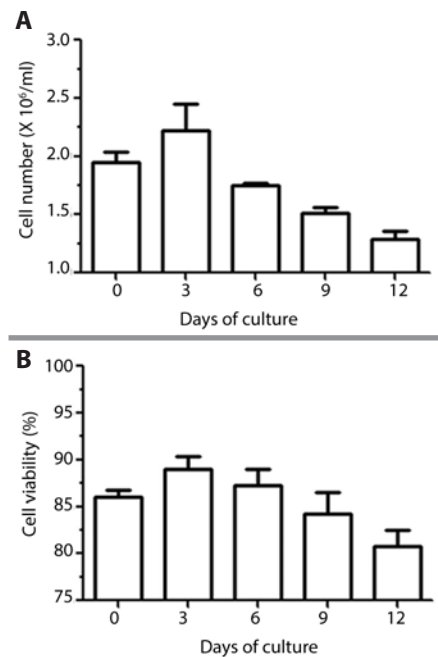 A
Cell number (X 10⁶/ml)
3.0
2.5
2.0
1.5
1.0
0 3 6 9 12
Days of culture
B
Cell viability (%)
100
95
90
85
80
75
0 3 6 9 12
Days of culture